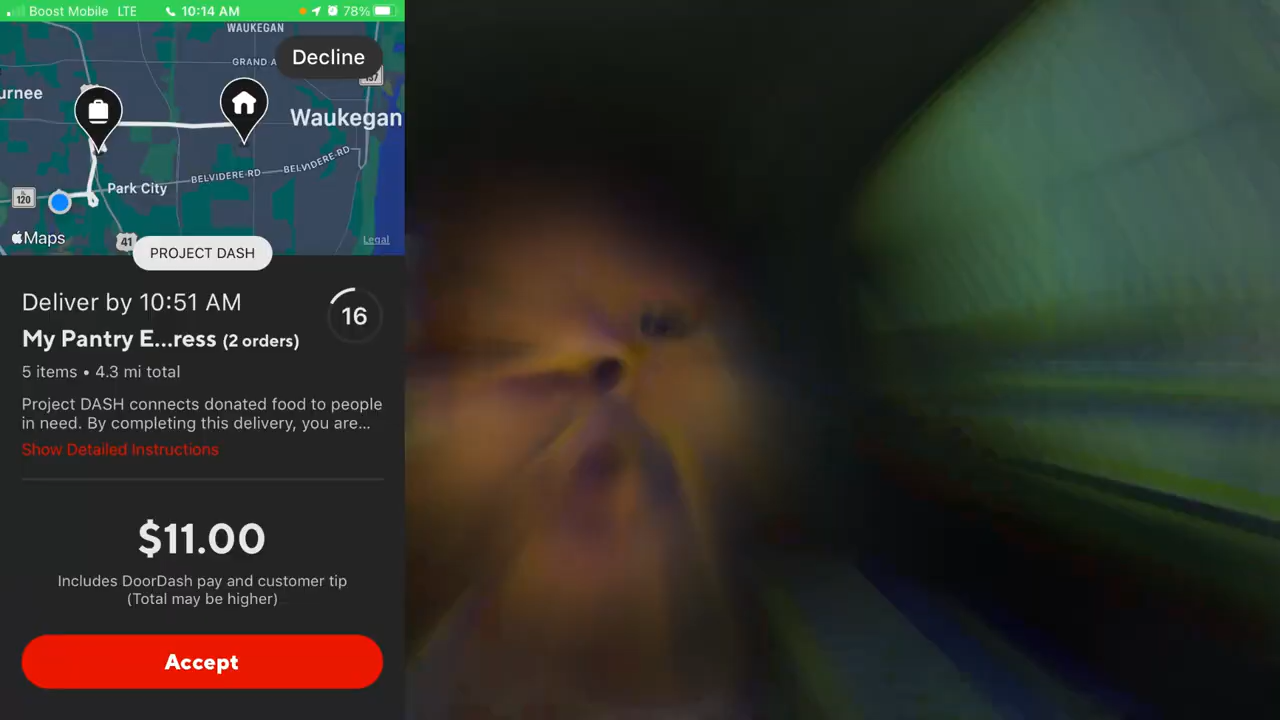 Boost Mobile LTE 10:14 AM 78%
WAUKEGAN
GRAND A
Decline
urnee
Waukegan
Park City
BELVIDERE RD
BELVIDERE RD
120
41
Maps
Legal
PROJECT DASH
Deliver by 10:51 AM
16
My Pantry E...ress (2 orders)
5 items • 4.3 mi total
Project DASH connects donated food to people
in need. By completing this delivery, you are...
Show Detailed Instructions
$11.00
Includes DoorDash pay and customer tip
(Total may be higher)
Accept